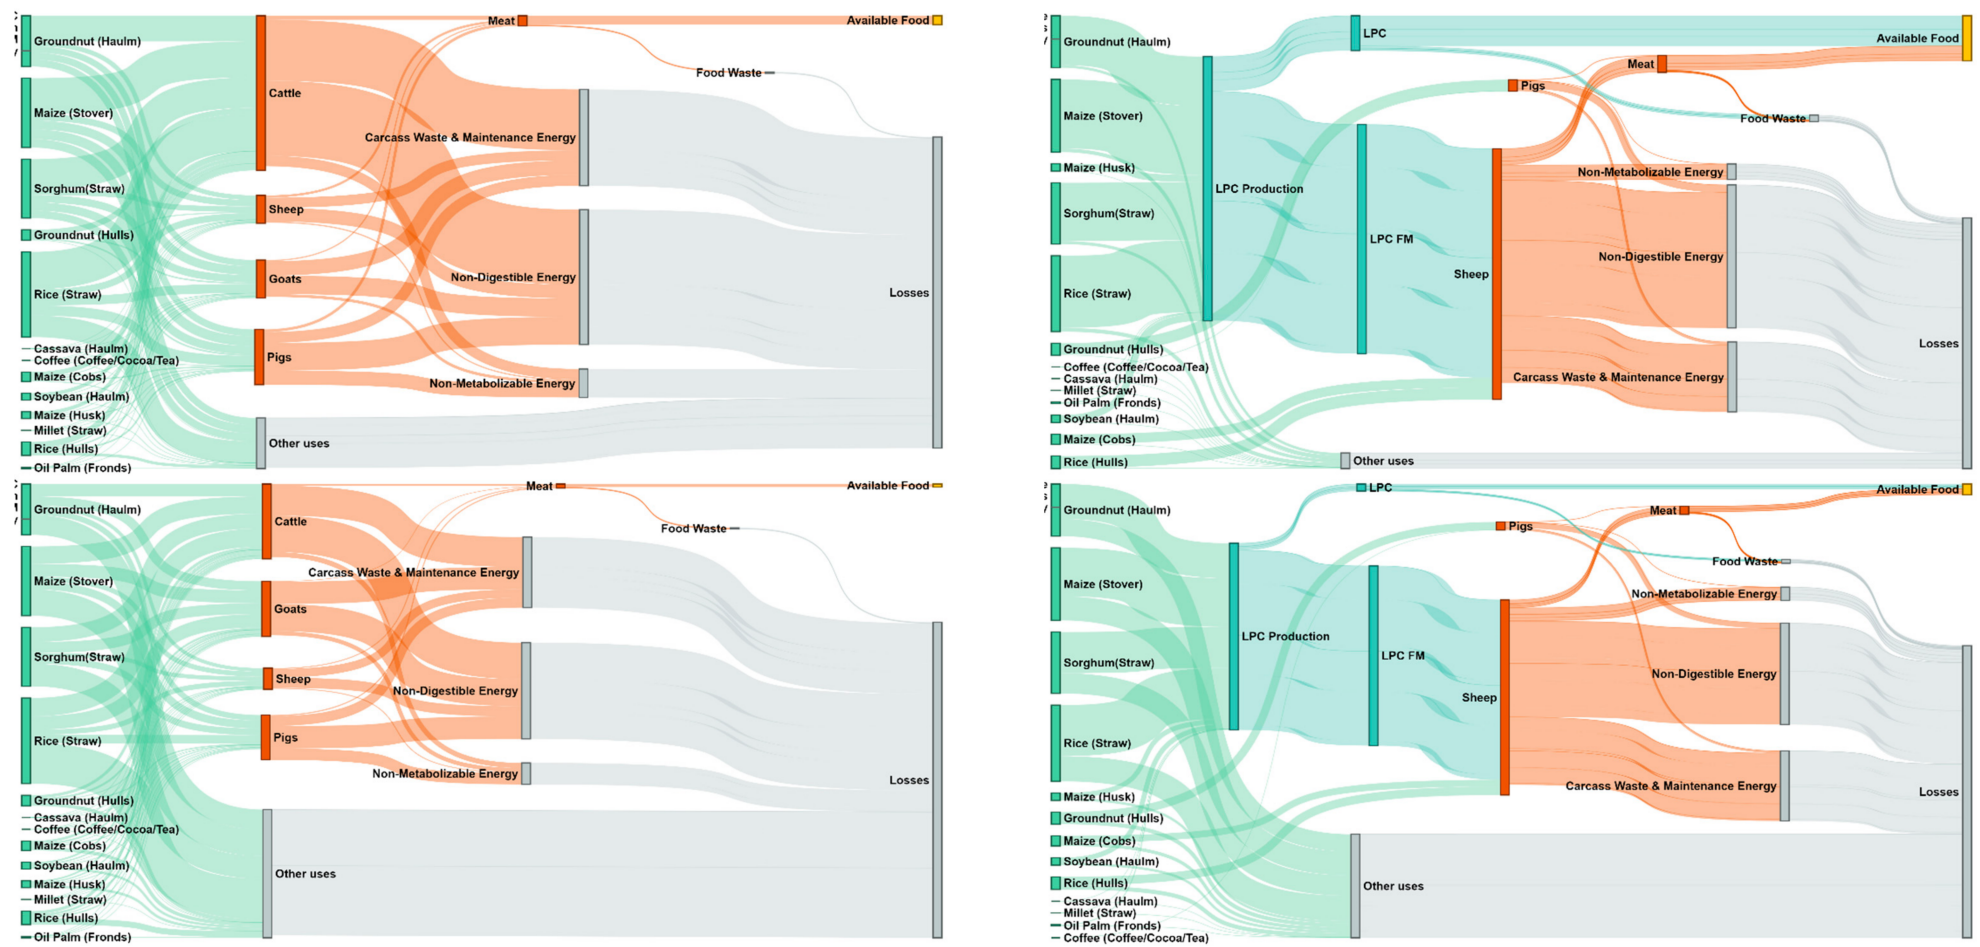 Meat
Available Food
Groundnut (Haulm)
Food Waste
Cattle
Maize (Stover)
Carcass Waste & Maintenance Energy
Sorghum(Straw)
Sheep
Groundnut (Hulls)
Goats
Non-Digestible Energy
Rice (Straw)
Losses
Cassava (Haulm)
Pigs
Coffee (Coffee/Cocoa/Tea)
Maize (Cobs)
Non-Metabolizable Energy
Soybean (Haulm)
Maize (Husk)
Millet (Straw)
Other uses
Rice (Hulls)
Oil Palm (Fronds)
LPC
Available Food
Groundnut (Haulm)
Meat
Pigs
Maize (Stover)
Food Waste
Maize (Husk)
Non-Metabolizable Energy
LPC Production
Sorghum(Straw)
LPC FM
Non-Digestible Energy
Sheep
Rice (Straw)
Losses
Groundnut (Hulls)
Coffee (Coffee/Cocoa/Tea)
Carcass Waste & Maintenance Energy
Cassava (Haulm)
Millet (Straw)
Oil Palm (Fronds)
Soybean (Haulm)
Maize (Cobs)
Other uses
Rice (Hulls)
Meat
Available Food
Groundnut (Haulm)
Cattle
Food Waste
Carcass Waste & Maintenance Energy
Maize (Stover)
Goats
Sorghum(Straw)
Sheep
Non-Digestible Energy
Pigs
Rice (Straw)
Non-Metabolizable Energy
Losses
Groundnut (Hulls)
Cassava (Haulm)
Coffee (Coffee/Cocoa/Tea)
Maize (Cobs)
Soybean (Haulm)
Other uses
Maize (Husk)
Millet (Straw)
Rice (Hulls)
Oil Palm (Fronds)
LPC
Available Food
Groundnut (Haulm)
Meat
Pigs
Food Waste
Maize (Stover)
Non-Metabolizable Energy
LPC Production
LPC FM
Sorghum(Straw)
Non-Digestible Energy
Sheep
Rice (Straw)
Carcass Waste & Maintenance Energy
Losses
Maize (Husk)
Groundnut (Hulls)
Maize (Cobs)
Soybean (Haulm)
Rice (Hulls)
Other uses
Cassava (Haulm)
Millet (Straw)
Oil Palm (Fronds)
Coffee (Coffee/Cocoa/Tea)